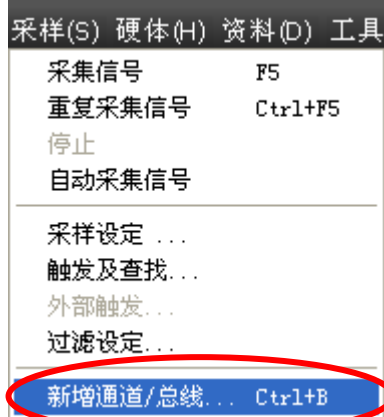 采样(S) 硬体(H) 资料(D) 工具
采集信号 F5
重复采集信号 Ctrl+F5
停止
自动采集信号
采样设定 ...
触发及查找...
外部触发...
过滤设定...
新增通道/总线... Ctrl+B